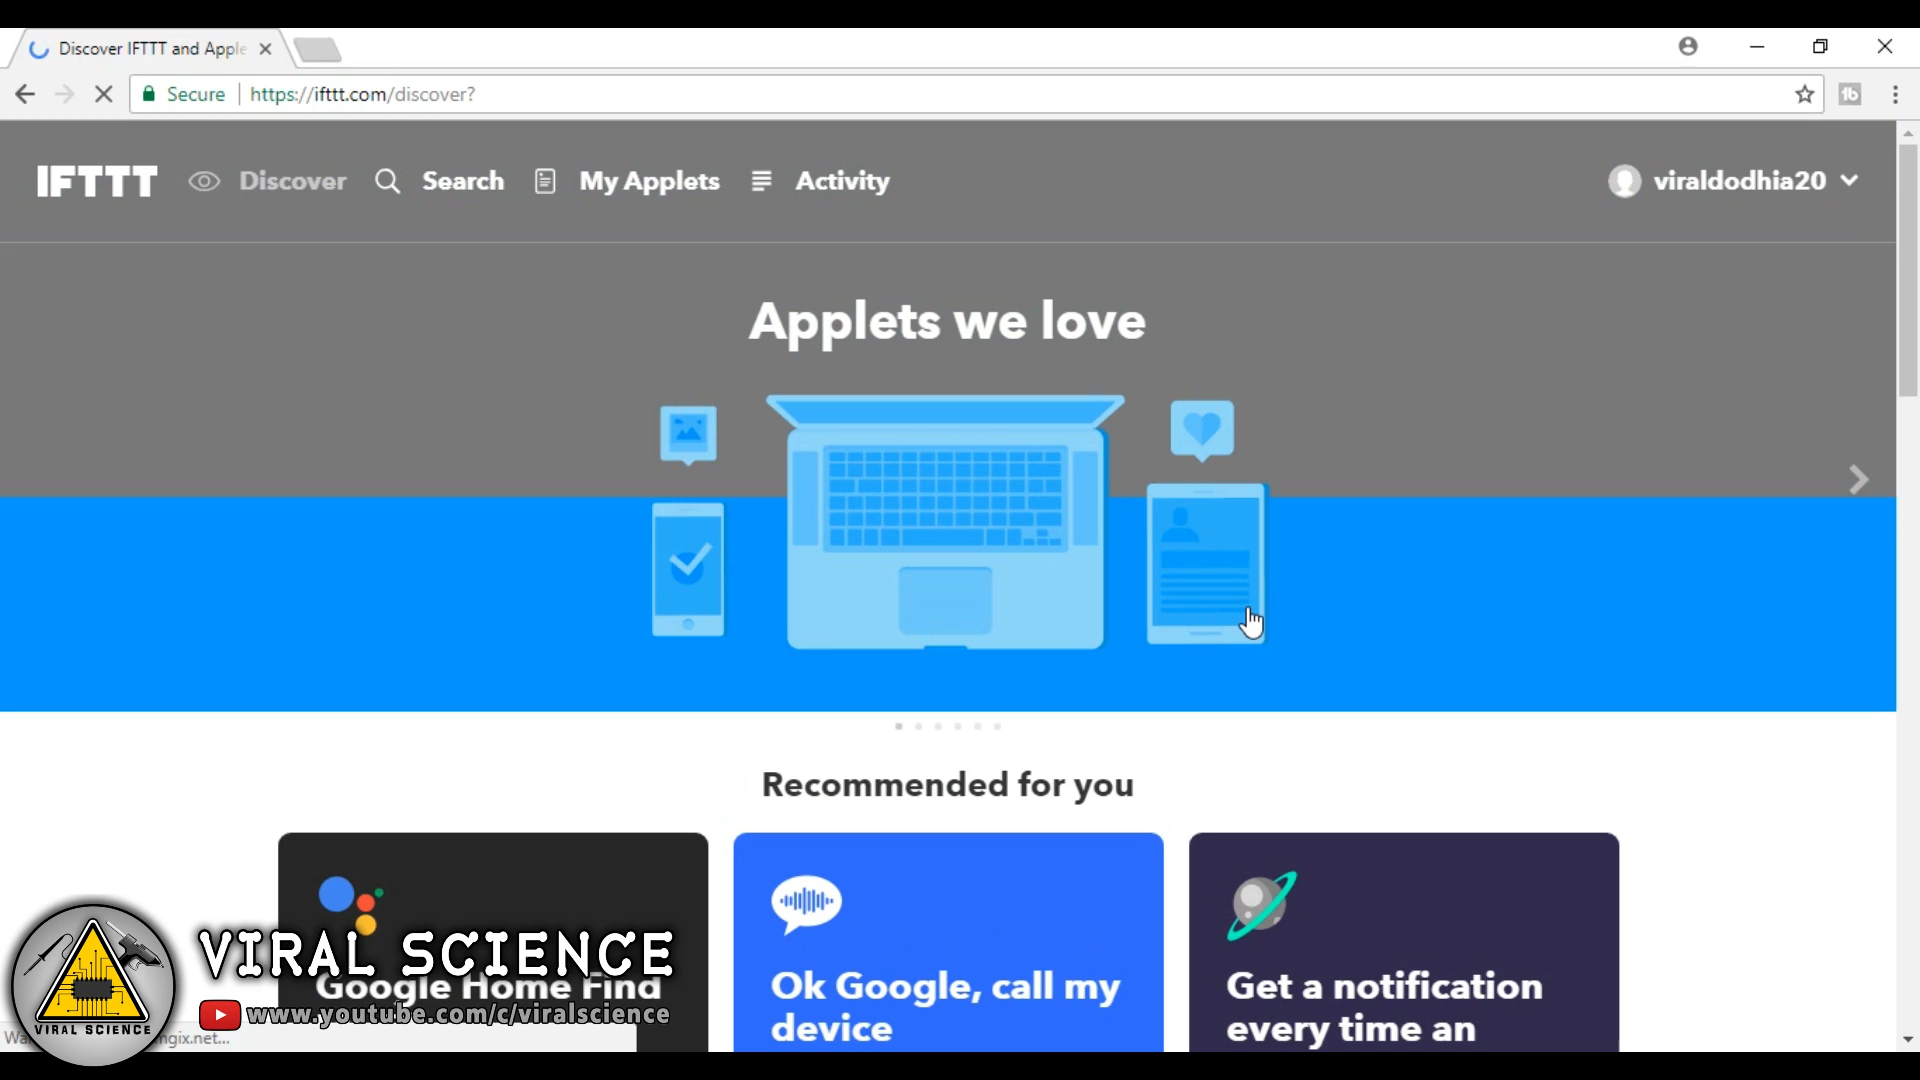 Discover IFTTT and Apple
Secure
https://ifttt.com/discover?
IFTTT
Discover
Search
My Applets
Activity
viraldodhia20
Applets we love
Recommended for you
Google Home Find
Ok Google, call my
device
Get a notification
every time an
VIRAL SCIENCE
www.youtube.com/c/viralscience
VIRAL SCIENCE